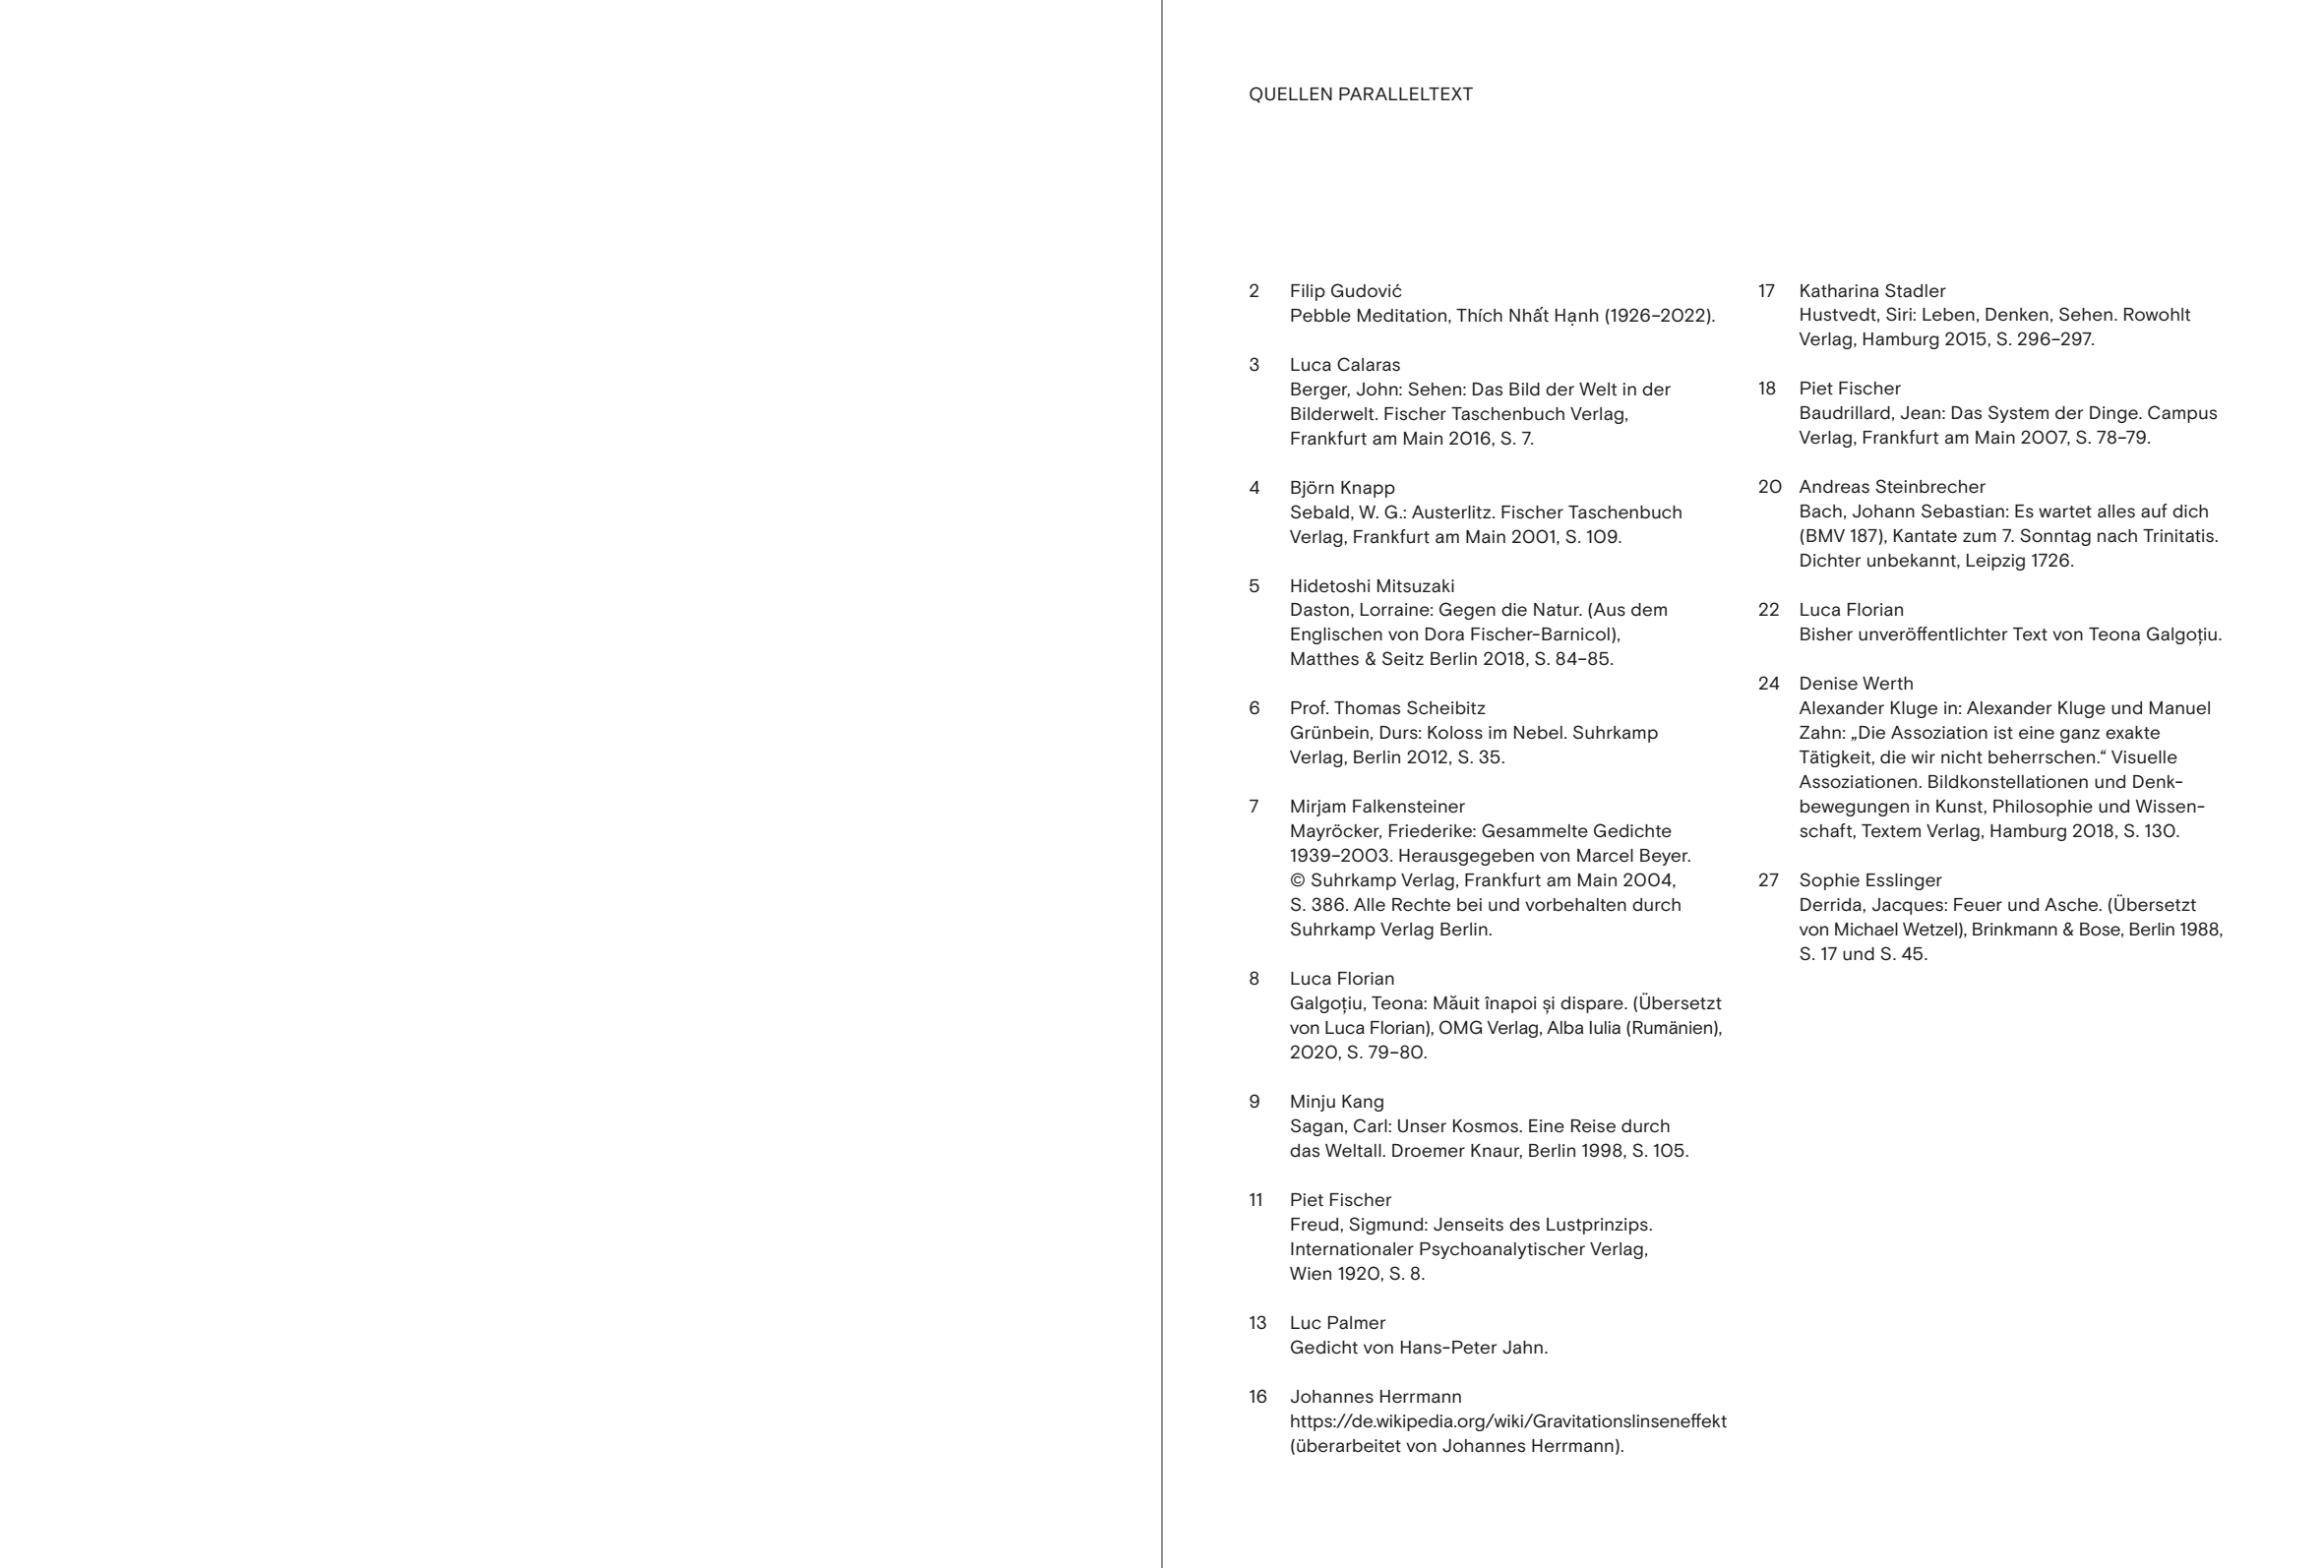 QUELLEN PARALLELTEXT
2 Filip Gudović
Pebble Meditation, Thích Nhất Hạnh (1926–2022).
3 Luca Calaras
Berger, John: Sehen: Das Bild der Welt in der
Bilderwelt. Fischer Taschenbuch Verlag,
Frankfurt am Main 2016, S. 7.
4 Björn Knapp
Sebald, W. G.: Austerlitz. Fischer Taschenbuch
Verlag, Frankfurt am Main 2001, S. 109.
5 Hidetoshi Mitsuzaki
Daston, Lorraine: Gegen die Natur. (Aus dem
Englischen von Dora Fischer-Barnicol),
Matthes & Seitz Berlin 2018, S. 84–85.
6 Prof. Thomas Scheibitz
Grünbein, Durs: Koloss im Nebel. Suhrkamp
Verlag, Berlin 2012, S. 35.
7 Mirjam Falkensteiner
Mayröcker, Friederike: Gesammelte Gedichte
1939–2003. Herausgegeben von Marcel Beyer.
© Suhrkamp Verlag, Frankfurt am Main 2004,
S. 386. Alle Rechte bei und vorbehalten durch
Suhrkamp Verlag Berlin.
8 Luca Florian
Galgoțiu, Teona: Măuit înapoi și dispare. (Übersetzt
von Luca Florian), OMG Verlag, Alba Iulia (Rumänien),
2020, S. 79–80.
9 Minju Kang
Sagan, Carl: Unser Kosmos. Eine Reise durch
das Weltall. Droemer Knaur, Berlin 1998, S. 105.
11 Piet Fischer
Freud, Sigmund: Jenseits des Lustprinzips.
Internationaler Psychoanalytischer Verlag,
Wien 1920, S. 8.
13 Luc Palmer
Gedicht von Hans-Peter Jahn.
16 Johannes Herrmann
https://de.wikipedia.org/wiki/Gravitationslinseneffekt
(überarbeitet von Johannes Herrmann).
17 Katharina Stadler
Hustvedt, Siri: Leben, Denken, Sehen. Rowohlt
Verlag, Hamburg 2015, S. 296–297.
18 Piet Fischer
Baudrillard, Jean: Das System der Dinge. Campus
Verlag, Frankfurt am Main 2007, S. 78–79.
20 Andreas Steinbrecher
Bach, Johann Sebastian: Es wartet alles auf dich
(BMV 187), Kantate zum 7. Sonntag nach Trinitatis.
Dichter unbekannt, Leipzig 1726.
22 Luca Florian
Bisher unveröffentlichter Text von Teona Galgoțiu.
24 Denise Werth
Alexander Kluge in: Alexander Kluge und Manuel
Zahn: „Die Assoziation ist eine ganz exakte
Tätigkeit, die wir nicht beherrschen.“ Visuelle
Assoziationen. Bildkonstellationen und Denk-
bewegungen in Kunst, Philosophie und Wissen-
schaft, Textem Verlag, Hamburg 2018, S. 130.
27 Sophie Esslinger
Derrida, Jacques: Feuer und Asche. (Übersetzt
von Michael Wetzel), Brinkmann & Bose, Berlin 1988,
S. 17 und S. 45.